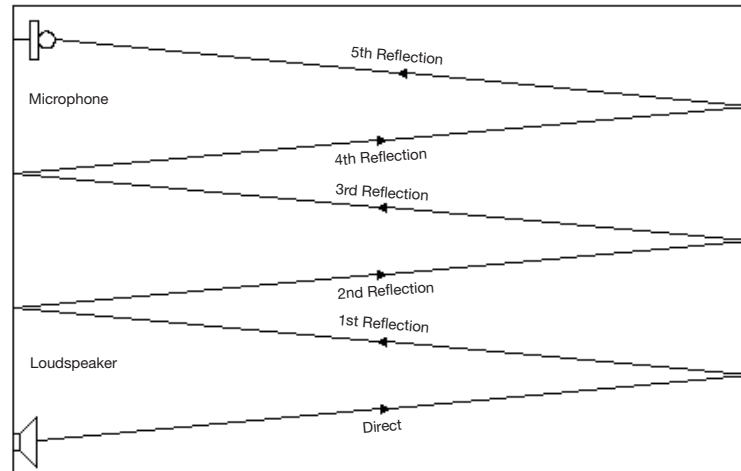 5th Reflection
Microphone
4th Reflection
3rd Reflection
2nd Reflection
1st Reflection
Loudspeaker
Direct